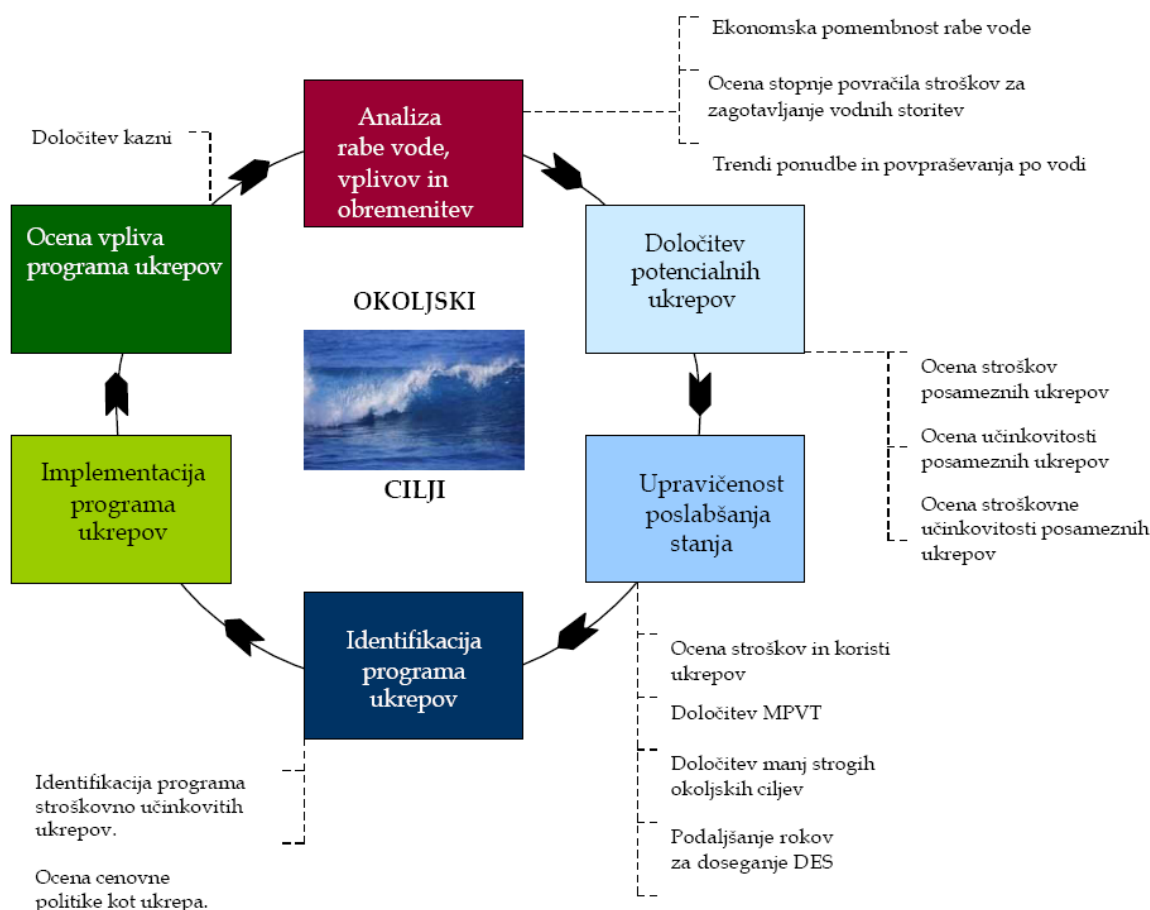 Ekonomska pomembnost rabe vode
Ocena stopnje povračila stroškov za
zagotavljanje vodnih storitev
Trendi ponudbe in povpraševanja po vodi
Določitev kazni
Analiza
rabe vode,
vplivov in
obremenitev
Ocena vpliva
programa ukrepov
Določitev
potencialnih
ukrepov
OKOLJSKI
CILJI
Ocena stroškov
posameznih ukrepov
Ocena učinkovitosti
posameznih ukrepov
Ocena stroškovne
učinkovitosti posameznih
ukrepov
Implementacija
programa
ukrepov
Upravičenost
poslabšanja
stanja
Identifikacija
programa
ukrepov
Ocena stroškov in koristi
ukrepov
Določitev MPVT
Določitev manj strogih
okoljskih ciljev
Podaljšanje rokov
za doseganje DES
Identifikacija programa
stroškovno učinkovitih
ukrepov.
Ocena cenovne
politike kot ukrepa.